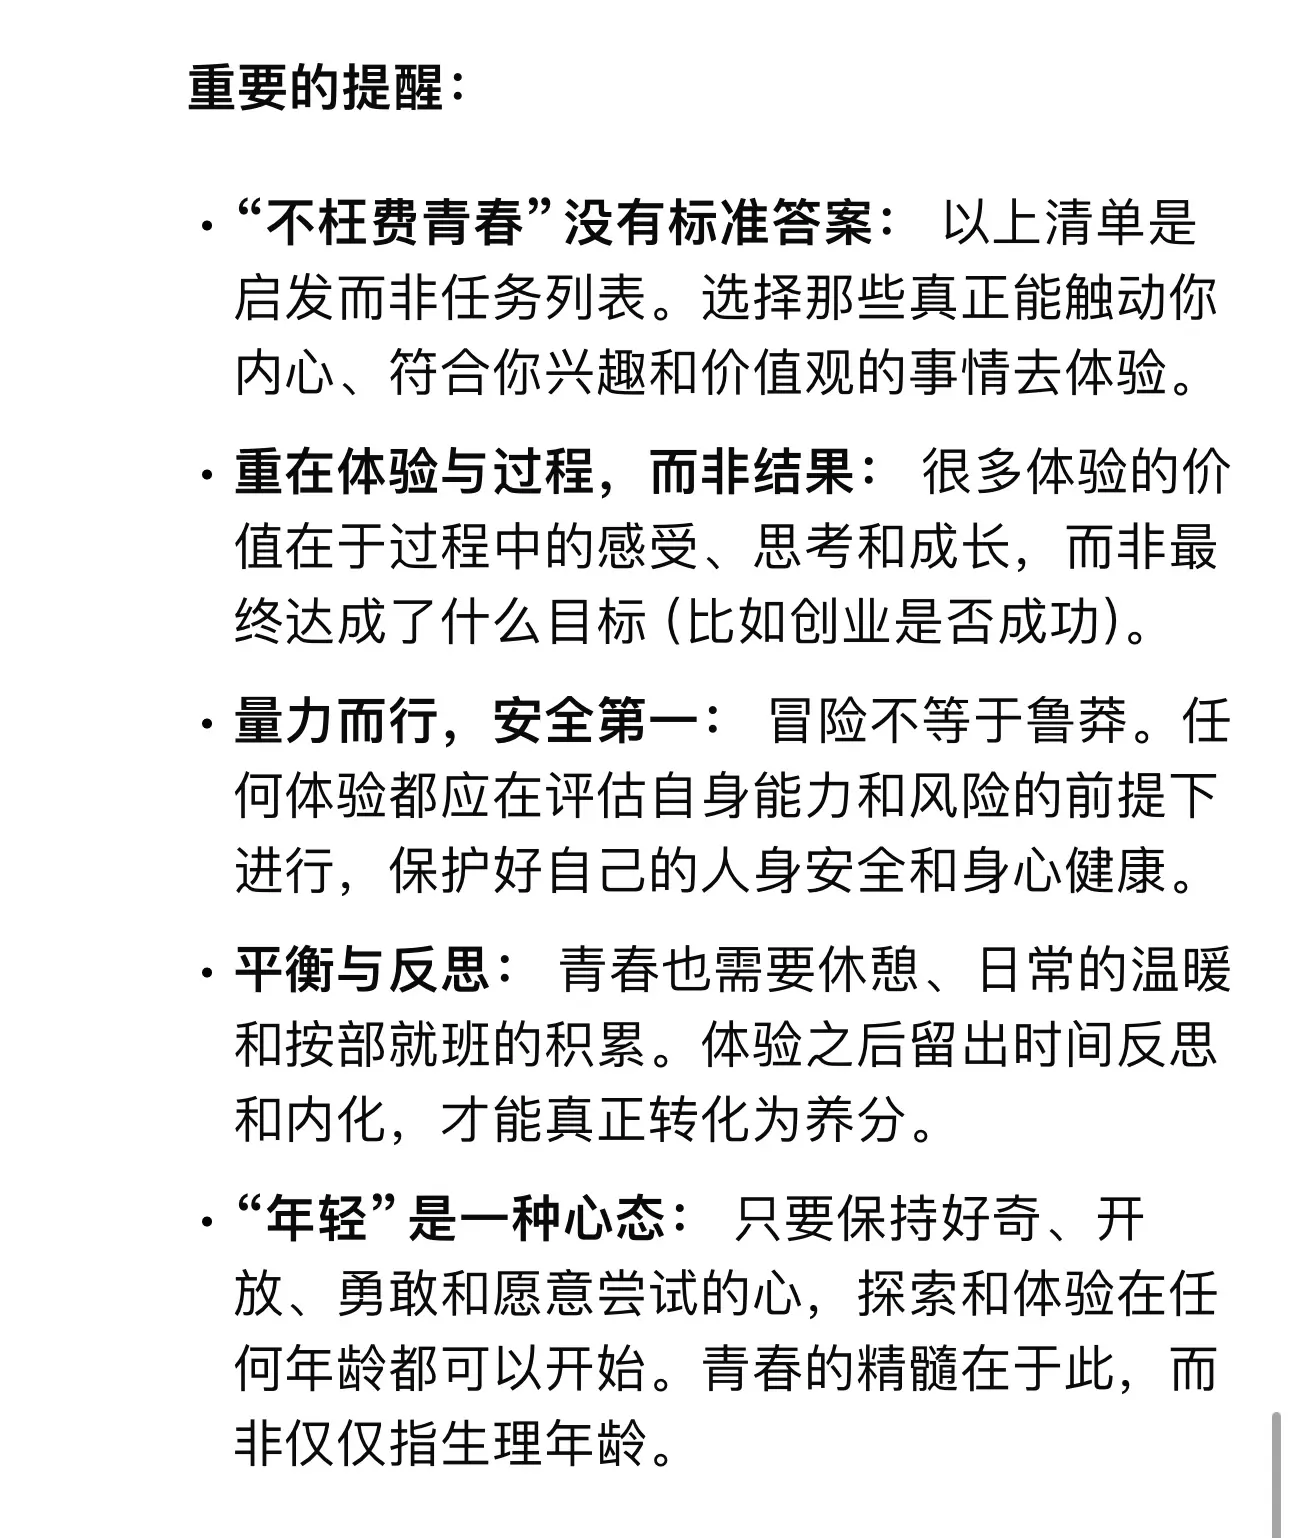 重要的提醒：
• “不枉费青春”没有标准答案： 以上清单是
启发而非任务列表。选择那些真正能触动你
内心、符合你兴趣和价值观的事情去体验。
• 重在体验与过程，而非结果： 很多体验的价
值在于过程中的感受、思考和成长，而非最
终达成了什么目标（比如创业是否成功）。
• 量力而行，安全第一： 冒险不等于鲁莽。任
何体验都应在评估自身能力和风险的前提下
进行，保护好自己的人身安全和身心健康。
• 平衡与反思： 青春也需要休憩、日常的温暖
和按部就班的积累。体验之后留出时间反思
和内化，才能真正转化为养分。
• “年轻”是一种心态： 只要保持好奇、开
放、勇敢和愿意尝试的心，探索和体验在任
何年龄都可以开始。青春的精髓在于此，而
非仅仅指生理年龄。